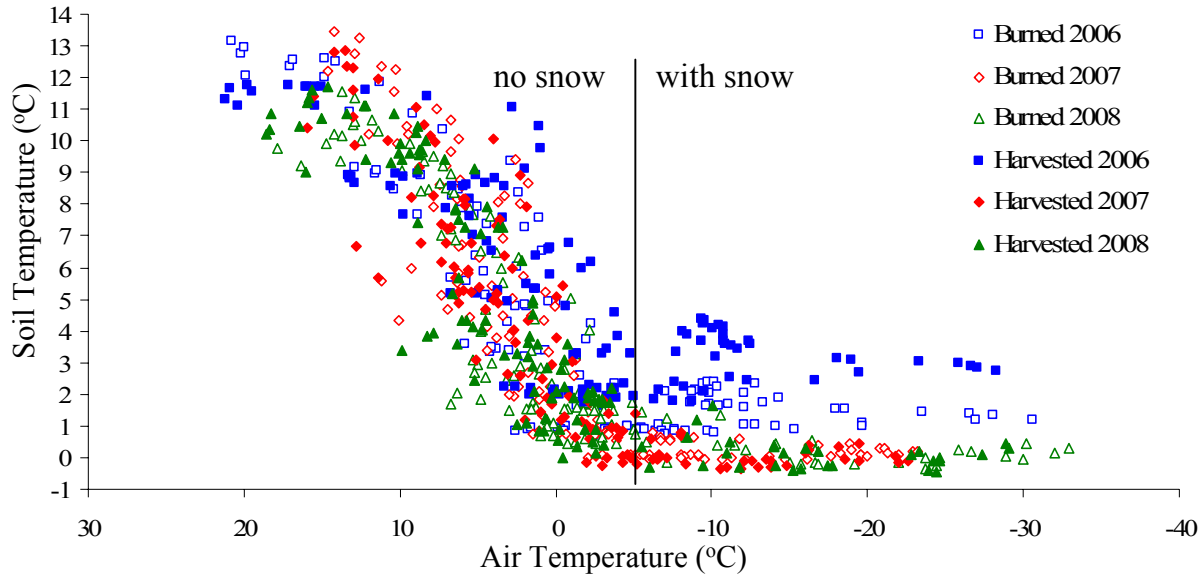 14
13
12
11
10
9
8
7
6
5
4
3
2
1
0
-1
Soil Temperature (°C)
no snow
with snow
Burned 2006
Burned 2007
Burned 2008
Harvested 2006
Harvested 2007
Harvested 2008
30 20 10 0 -10 -20 -30 -40
Air Temperature (°C)